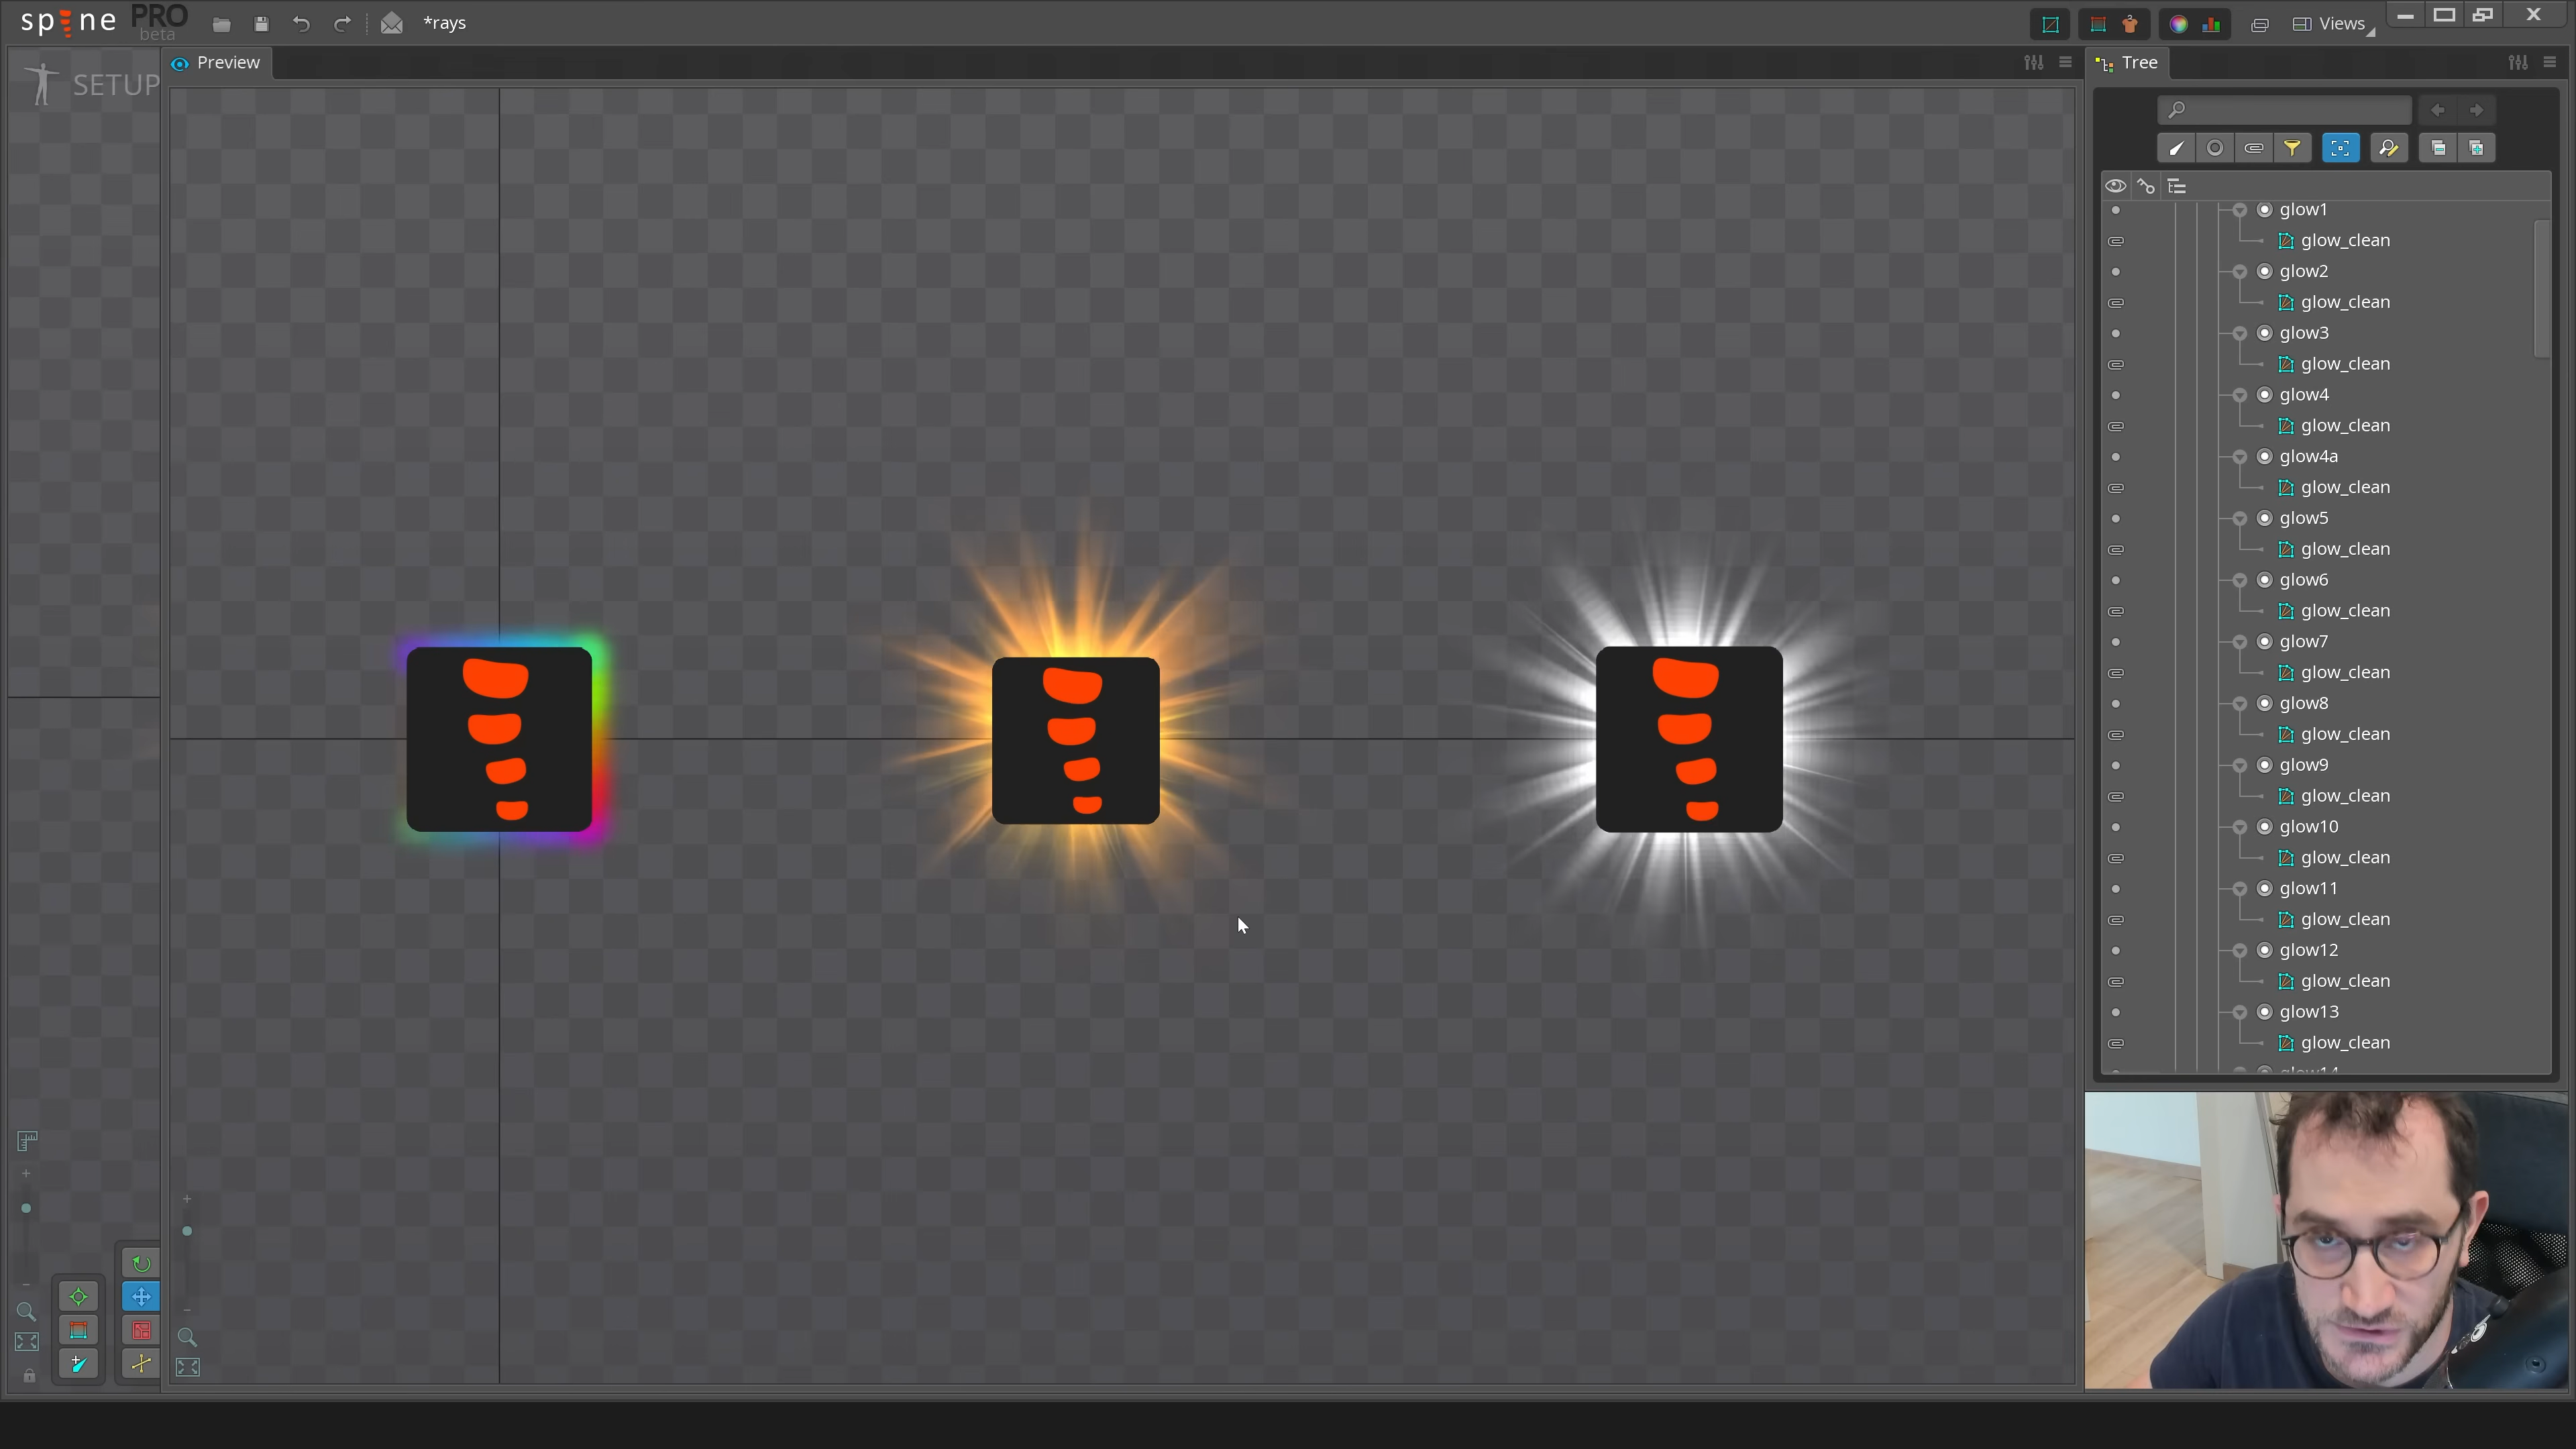 spine PRO
beta
*rays
Views
SETUP
Preview
Tree
glow1
glow_clean
glow2
glow_clean
glow3
glow_clean
glow4
glow_clean
glow4a
glow_clean
glow5
glow_clean
glow6
glow_clean
glow7
glow_clean
glow8
glow_clean
glow9
glow_clean
glow10
glow_clean
glow11
glow_clean
glow12
glow_clean
glow13
glow_clean
glow14